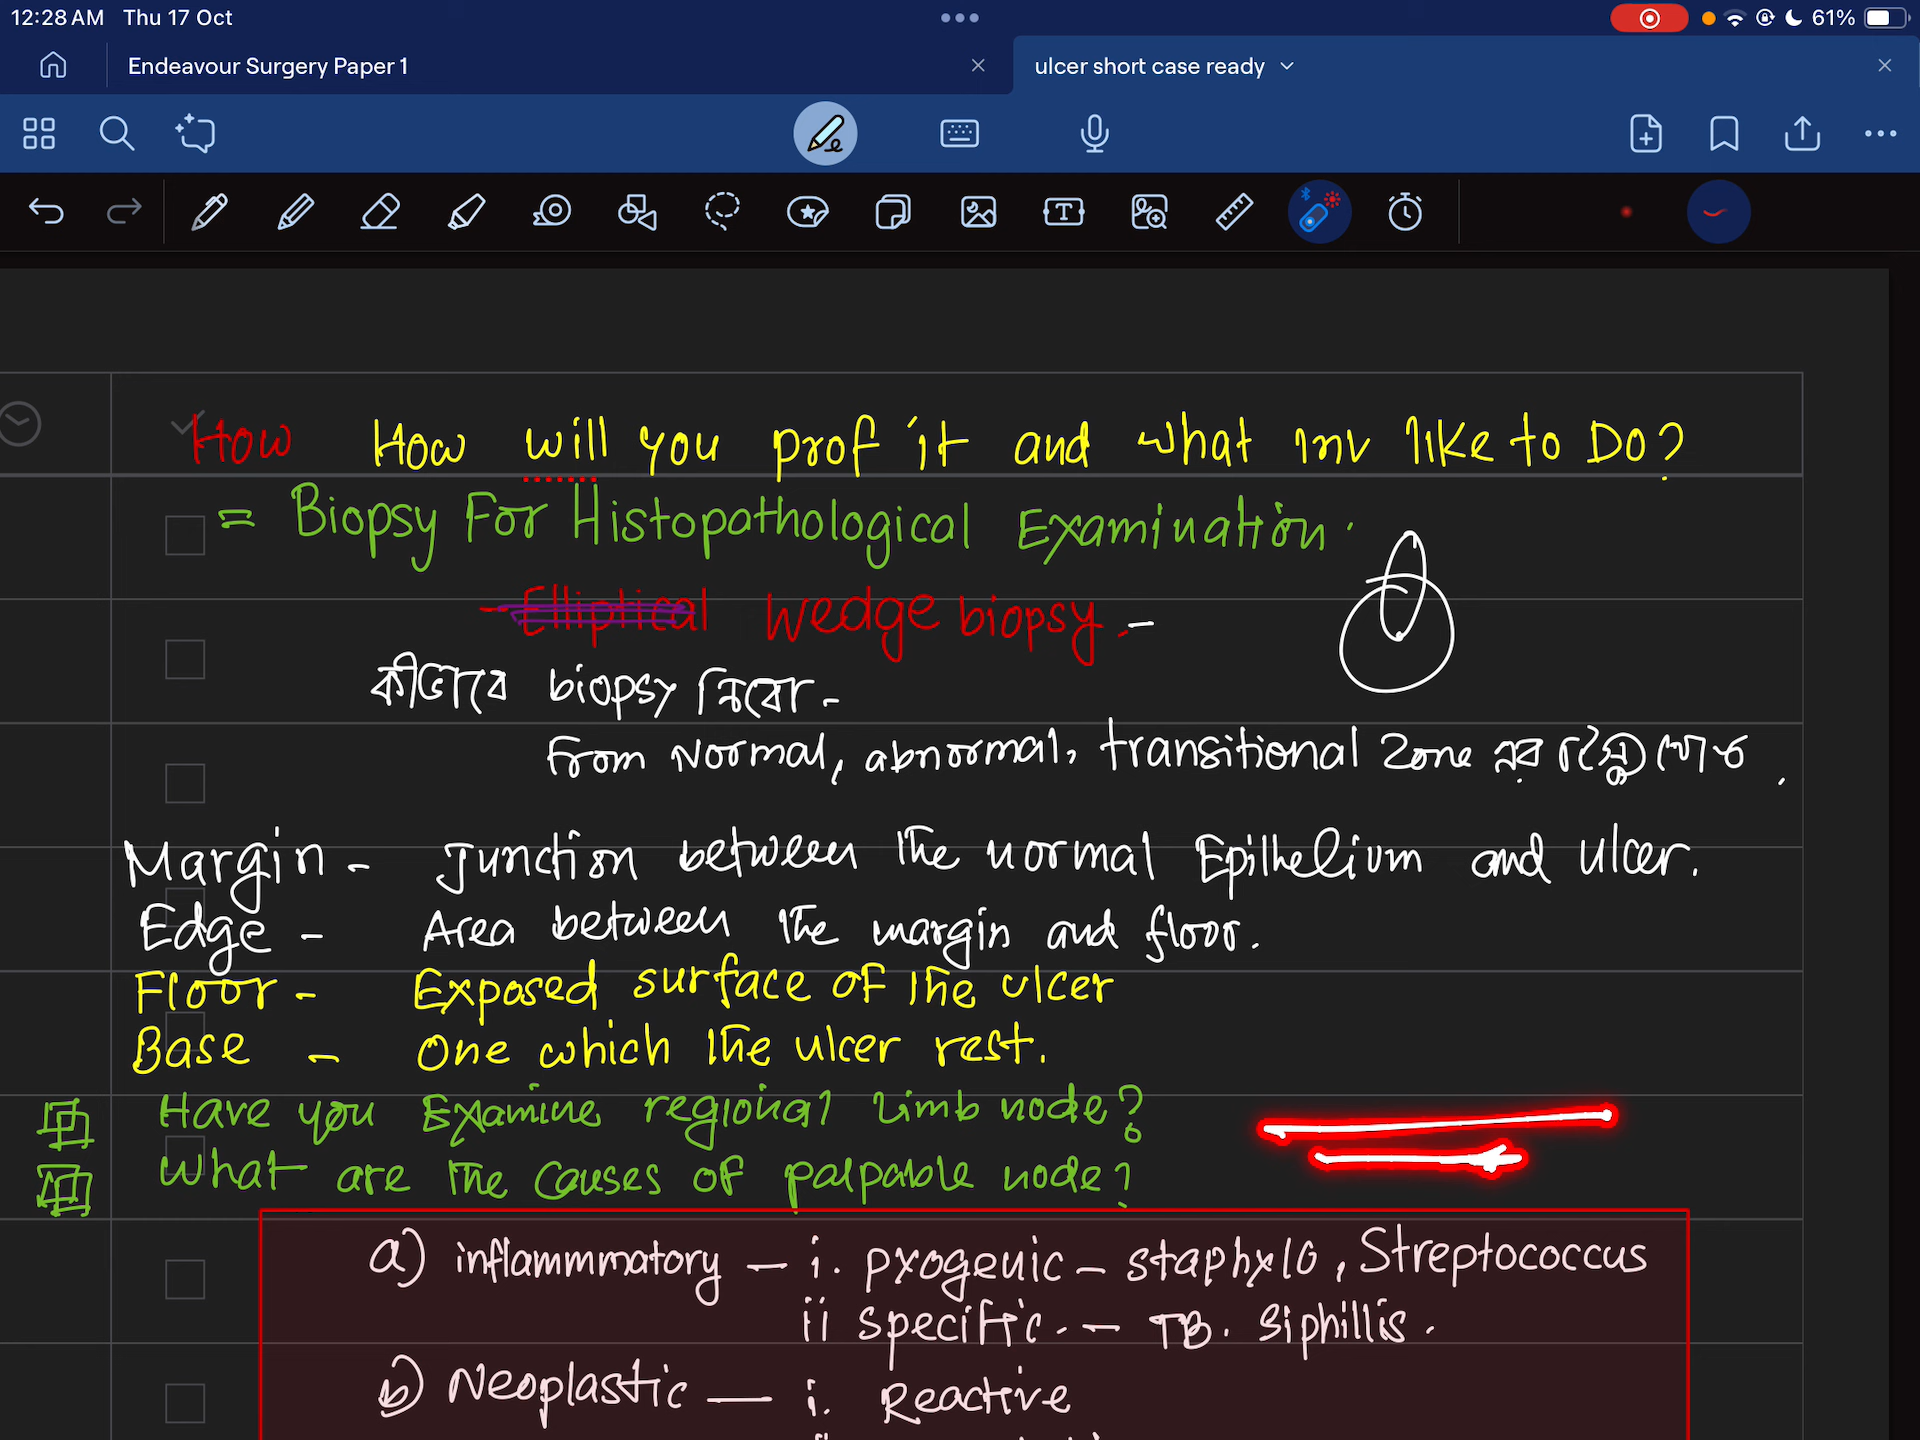 12:28 AM Thu 17 Oct
61%
Endeavour Surgery Paper 1
ulcer short case ready
How How will you prof it and what inv like to Do?
= Biopsy For Histopathological Examination.
- Elliptical Wedge biopsy. -
কীভাবে biopsy নিবো -
From Normal, abnormal, transitional Zone এর
Margin - Junction between the normal Epithelium and ulcer.
Edge - Area between the margin and floor.
Floor - Exposed surface of the ulcer
Base - One which the ulcer rest.
Have you Examine regional limb node?
What are the causes of palpable node?
a) inflammmatory - i. pyogenic - staphylo, Streptococcus
ii specific. - TB. Siphillis.
b) Neoplastic - i. Reactive